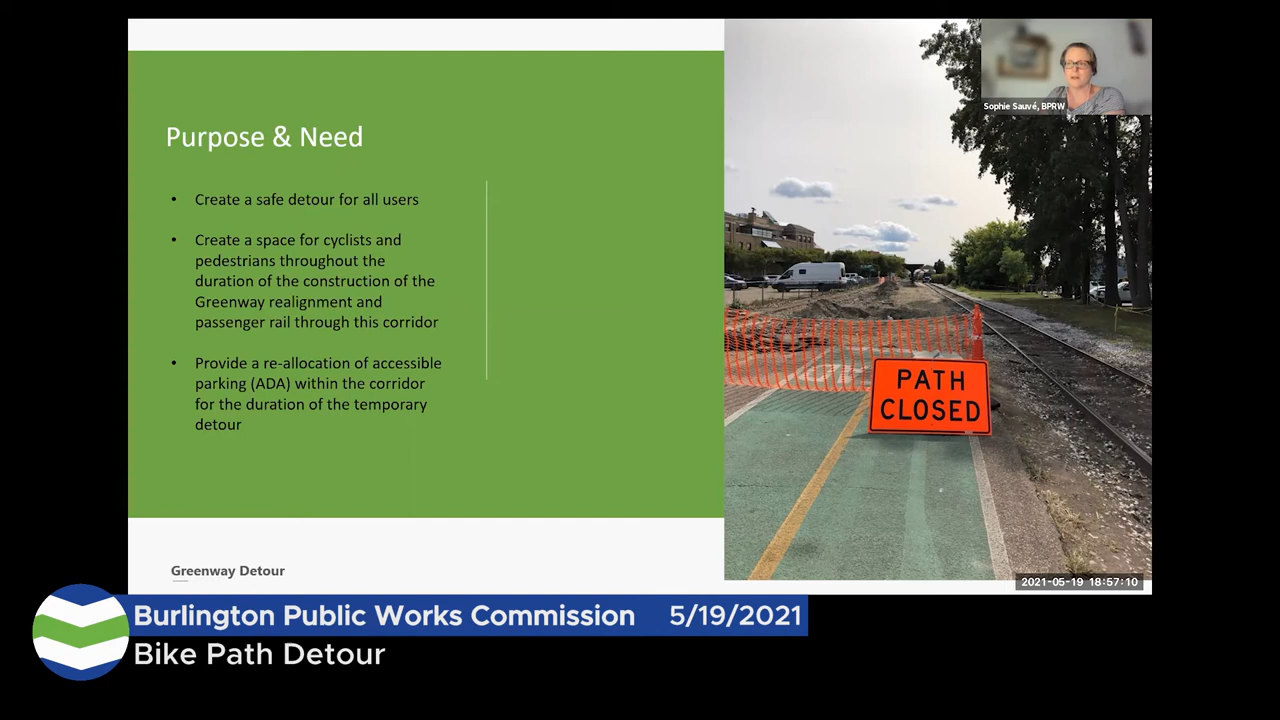 Purpose & Need
• Create a safe detour for all users
• Create a space for cyclists and
pedestrians throughout the
duration of the construction of the
Greenway realignment and
passenger rail through this corridor
• Provide a re-allocation of accessible
parking (ADA) within the corridor
for the duration of the temporary
detour
Greenway Detour
Sophie Sauvé, BPRW
PATH
CLOSED
2021-05-19 18:57:10
Burlington Public Works Commission 5/19/2021
Bike Path Detour